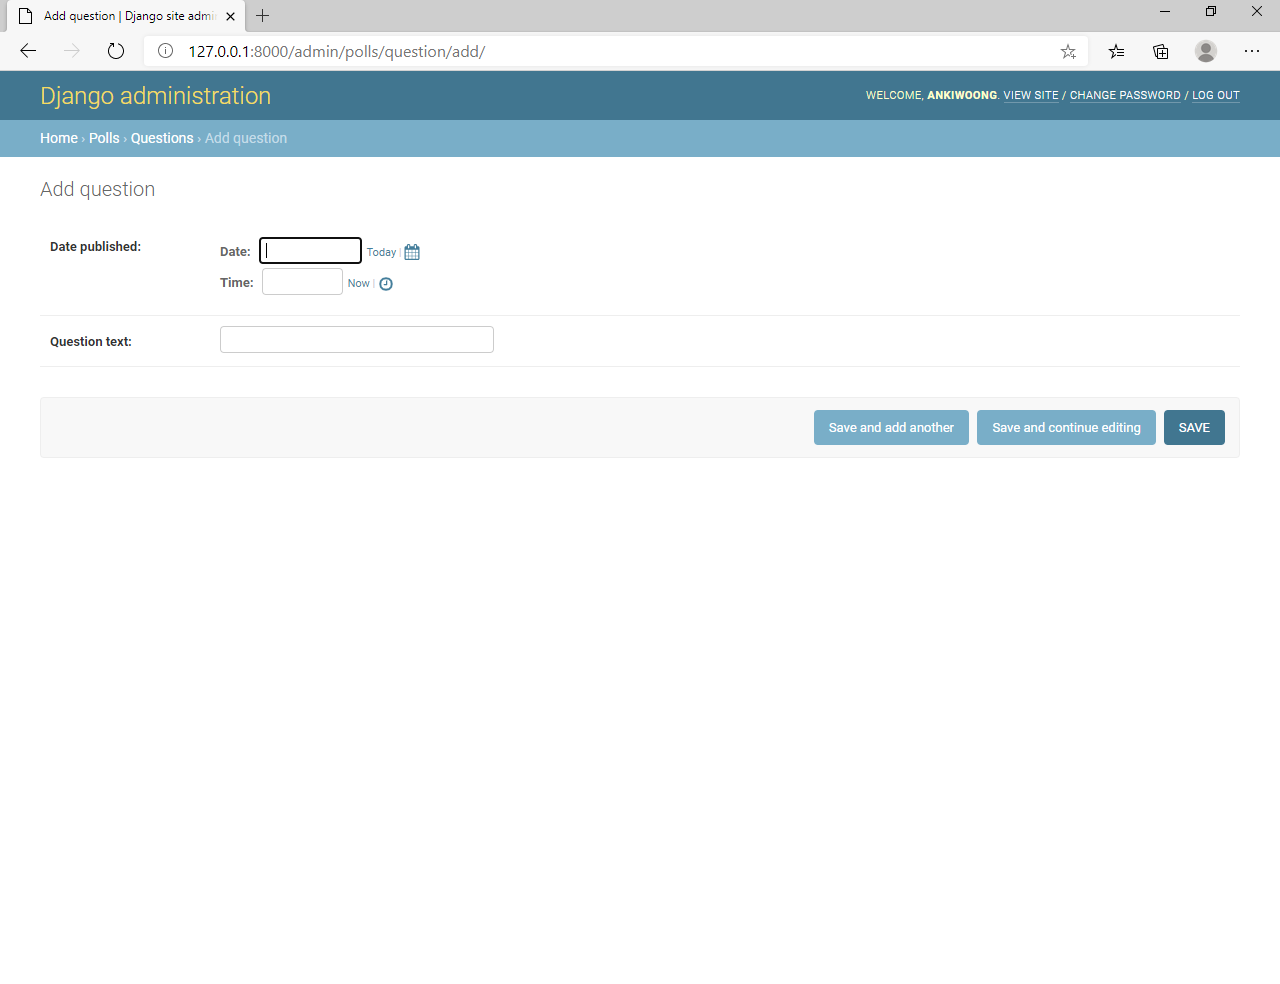 Add question | Django site admi
127.0.0.1:8000/admin/polls/question/add/
Django administration
WELCOME, ANKIWOONG. VIEW SITE / CHANGE PASSWORD / LOG OUT
Home › Polls › Questions › Add question
Add question
Date published:
Date: Today |
Time: Now |
Question text:
Save and add another Save and continue editing SAVE